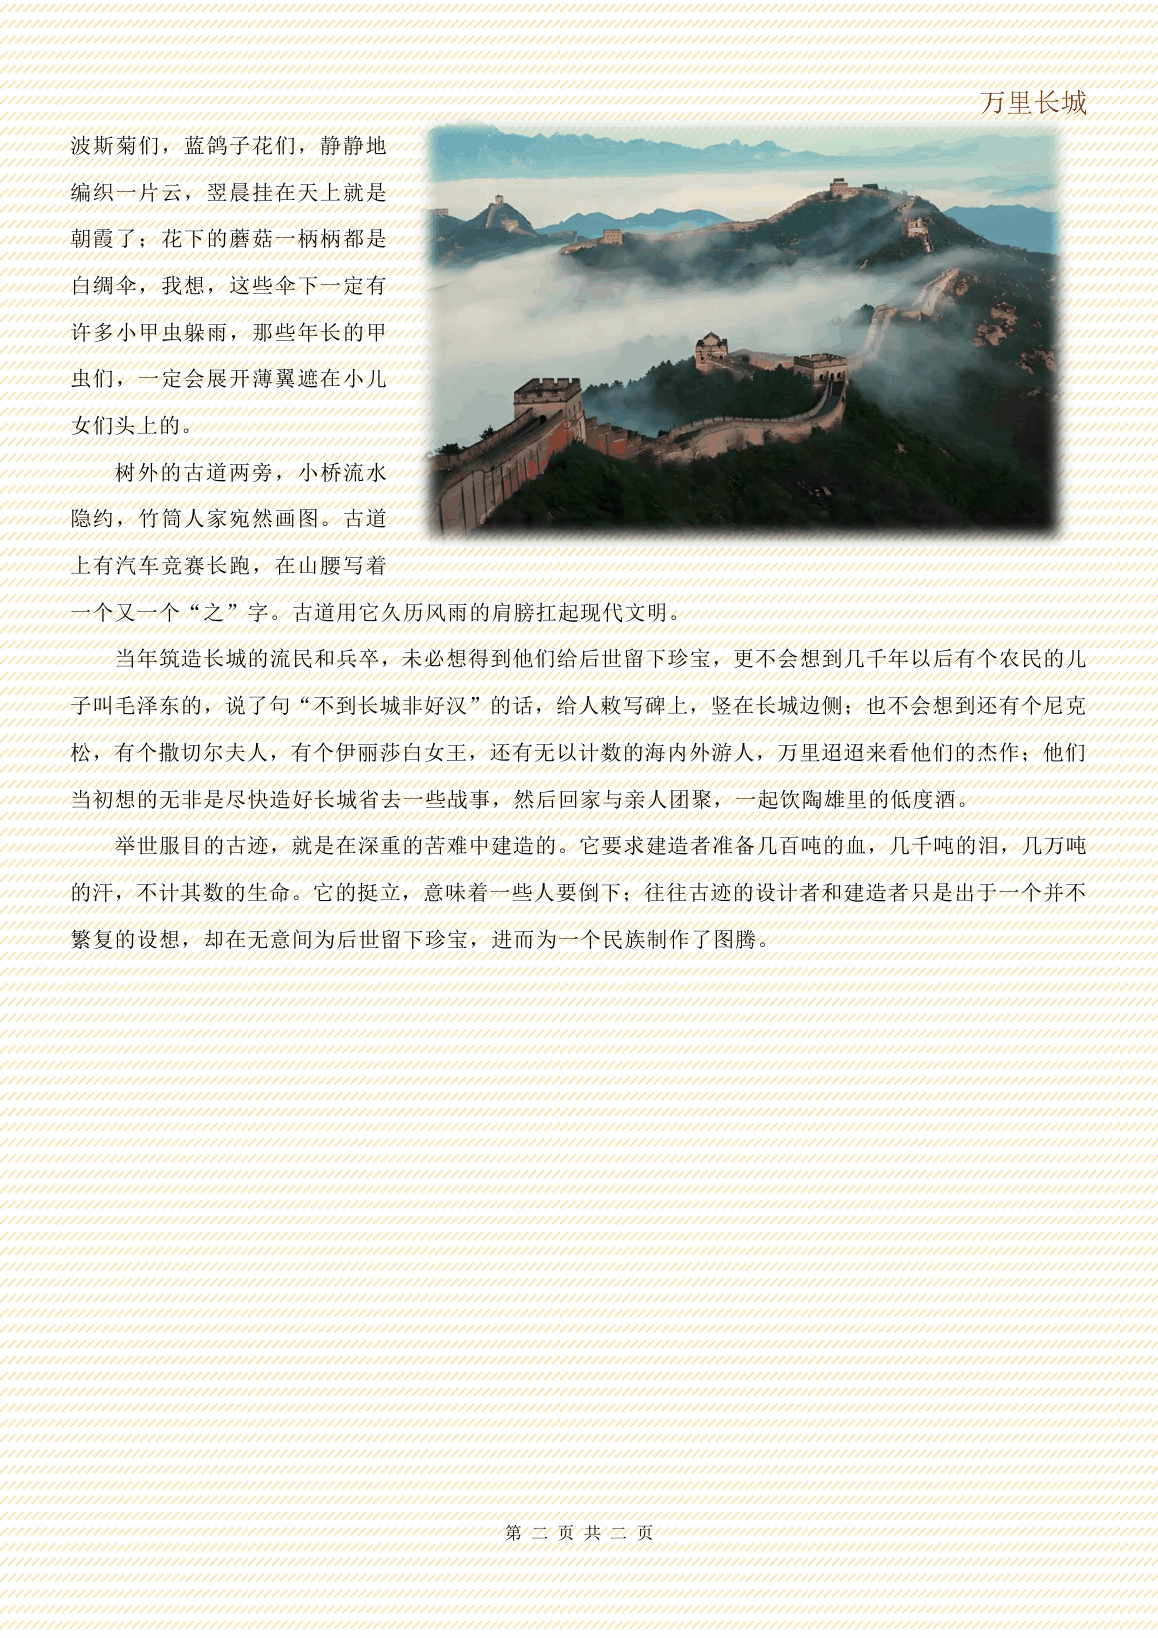 万里长城
波斯菊们，蓝鸽子花们，静静地
编织一片云，翌晨挂在天上就是
朝霞了；花下的蘑菇一柄柄都是
白绸伞，我想，这些伞下一定有
许多小甲虫躲雨，那些年长的甲
虫们，一定会展开薄翼遮在小儿
女们头上的。
树外的古道两旁，小桥流水
隐约，竹筒人家宛然画图。古道
上有汽车竞赛长跑，在山腰写着
一个又一个“之”字。古道用它久历风雨的肩膀扛起现代文明。
当年筑造长城的流民和兵卒，未必想得到他们给后世留下珍宝，更不会想到几千年以后有个农民的儿
子叫毛泽东的，说了句“不到长城非好汉”的话，给人敕写碑上，竖在长城边侧；也不会想到还有个尼克
松，有个撒切尔夫人，有个伊丽莎白女王，还有无以计数的海内外游人，万里迢迢来看他们的杰作；他们
当初想的无非是尽快造好长城省去一些战事，然后回家与亲人团聚，一起饮陶雄里的低度酒。
举世服目的古迹，就是在深重的苦难中建造的。它要求建造者准备几百吨的血，几千吨的泪，几万吨
的汗，不计其数的生命。它的挺立，意味着一些人要倒下；往往古迹的设计者和建造者只是出于一个并不
繁复的设想，却在无意间为后世留下珍宝，进而为一个民族制作了图腾。
第 二 页 共 二 页